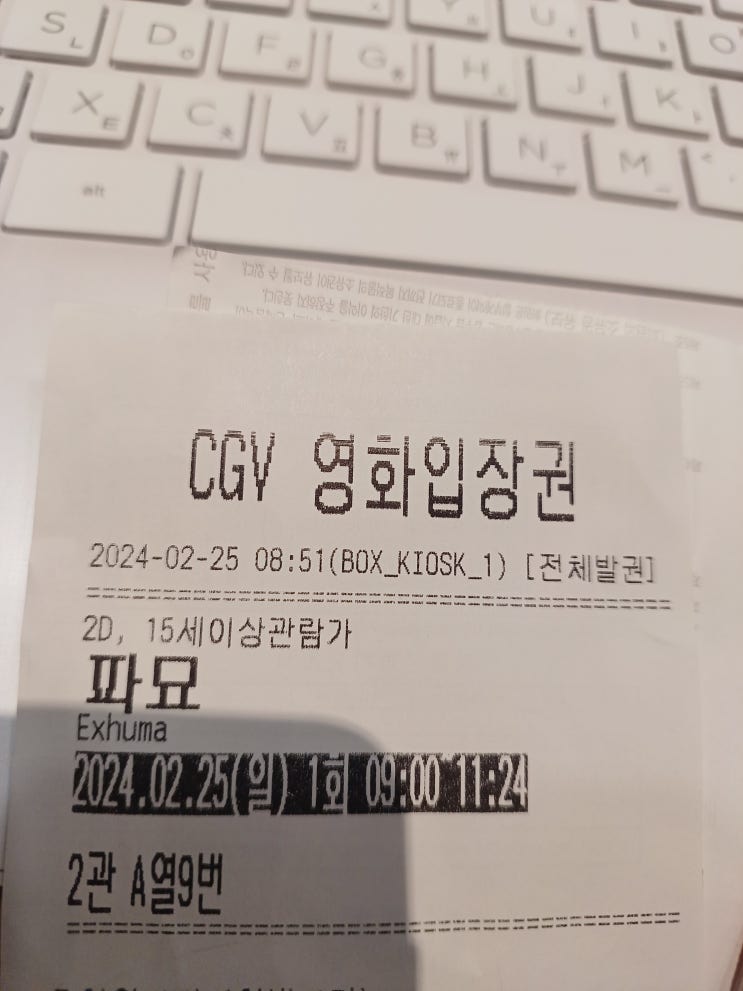 S ㄴ D ㅇ F ㄹ G ㅎ H ㅗ J ㅓ K ㅏ
X ㅌ C ㅊ V ㅍ B ㅠ N ㅜ M ㅡ
alt
CGV 영화입장권
2024-02-25 08:51(BOX_KIOSK_1) [전체발권]
2D, 15세이상관람가
파묘
Exhuma
2024.02.25(일) 1회 09:00 11:24
2관 A열9번